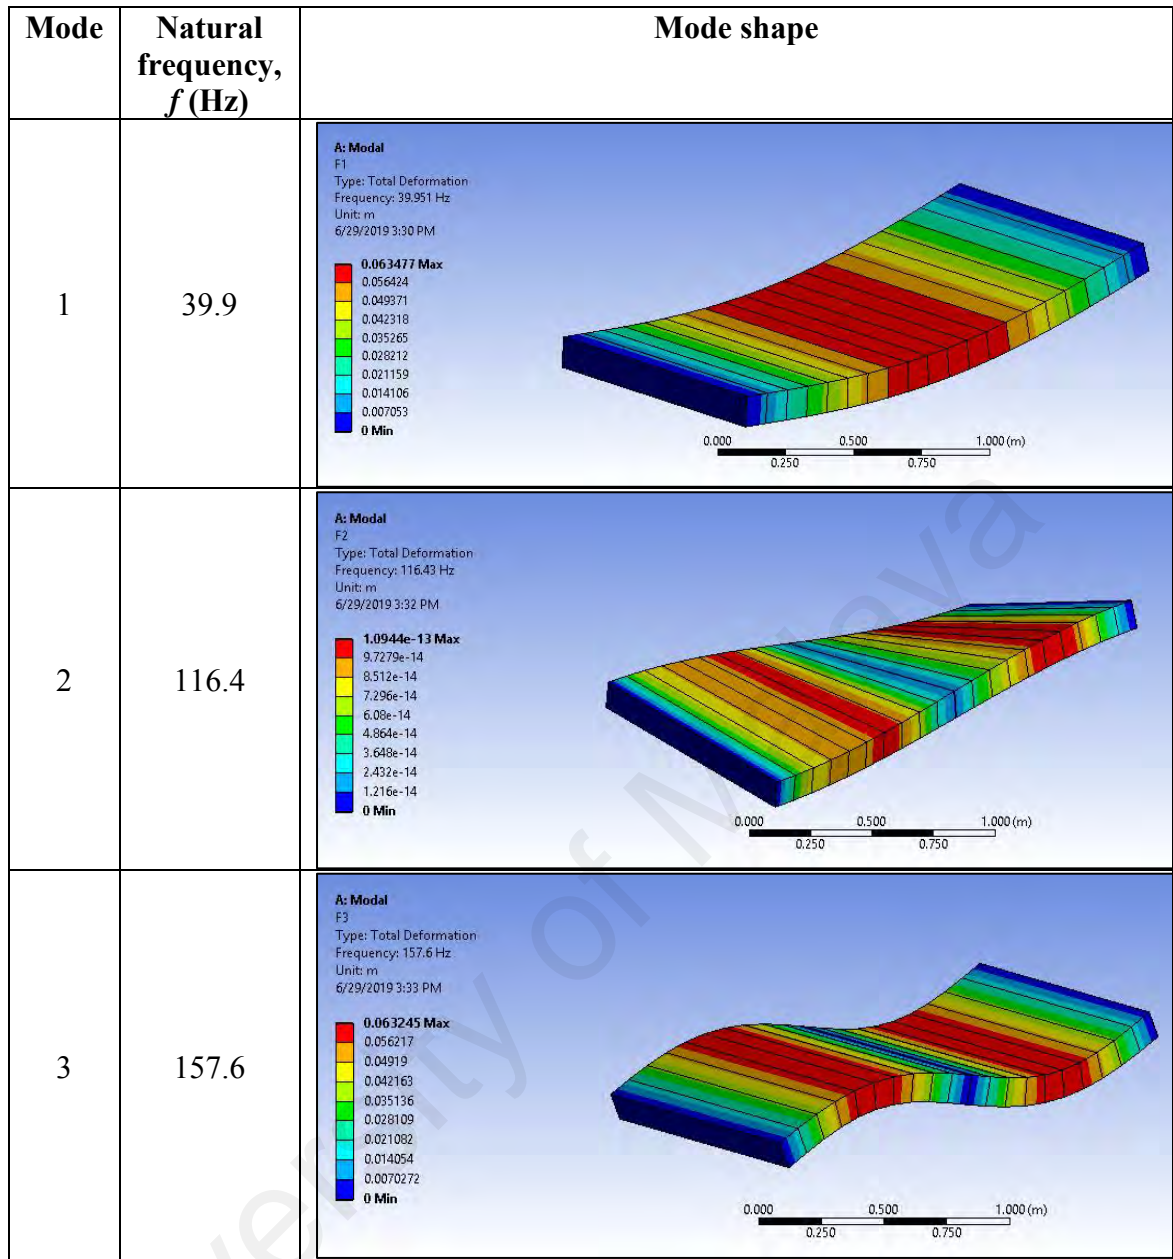 Mode Natural frequency, f (Hz) Mode shape
1 39.9
A: Modal
F1
Type: Total Deformation
Frequency: 39.951 Hz
Unit: m
6/29/2019 3:30 PM
0.063477 Max
0.056424
0.049371
0.042318
0.035265
0.028212
0.021159
0.014106
0.007053
0 Min
0.000 0.500 1.000 (m)
0.250 0.750
2 116.4
A: Modal
F2
Type: Total Deformation
Frequency: 116.43 Hz
Unit: m
6/29/2019 3:32 PM
1.0944e-13 Max
9.7279e-14
8.512e-14
7.296e-14
6.08e-14
4.864e-14
3.648e-14
2.432e-14
1.216e-14
0 Min
0.000 0.500 1.000 (m)
0.250 0.750
3 157.6
A: Modal
F3
Type: Total Deformation
Frequency: 157.6 Hz
Unit: m
6/29/2019 3:33 PM
0.063245 Max
0.056217
0.04919
0.042163
0.035136
0.028109
0.021082
0.014054
0.0070272
0 Min
0.000 0.500 1.000 (m)
0.250 0.750